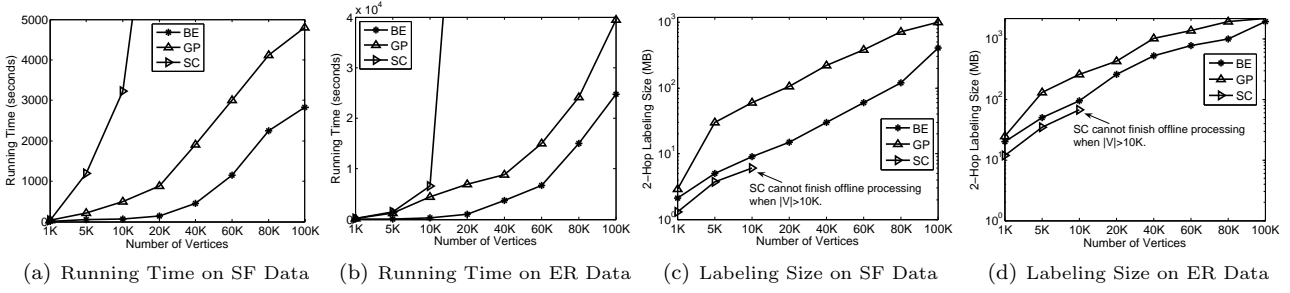 5000
4000
3000
2000
1000
0
Running Time (seconds)
BE
GP
SC
1K 5K 10K 20K 40K 60K 80K 100K
Number of Vertices
(a) Running Time on SF Data
x 10^4
4
3
2
1
0
Running Time (seconds)
BE
GP
SC
1K 5K 10K 20K 40K 60K 80K 100K
Number of Vertices
(b) Running Time on ER Data
10^3
10^2
10^1
10^0
2-Hop Labeling Size (MB)
BE
GP
SC
SC cannot finish offline processing
when |V|>10K.
1K 5K 10K 20K 40K 60K 80K 100K
Number of Vertices
(c) Labeling Size on SF Data
10^3
10^2
10^1
10^0
2-Hop Labeling Size (MB)
BE
GP
SC
SC cannot finish offline processing
when |V|>10K.
1K 5K 10K 20K 40K 60K 80K 100K
Number of Vertices
(d) Labeling Size on ER Data